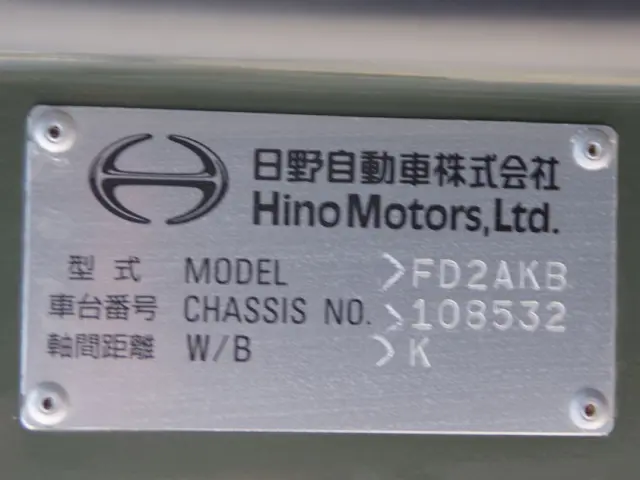 日野自動車株式会社
Hino Motors, Ltd.
型式 MODEL >FD2AKB
車台番号 CHASSIS NO. >108532
軸間距離 W/B >K